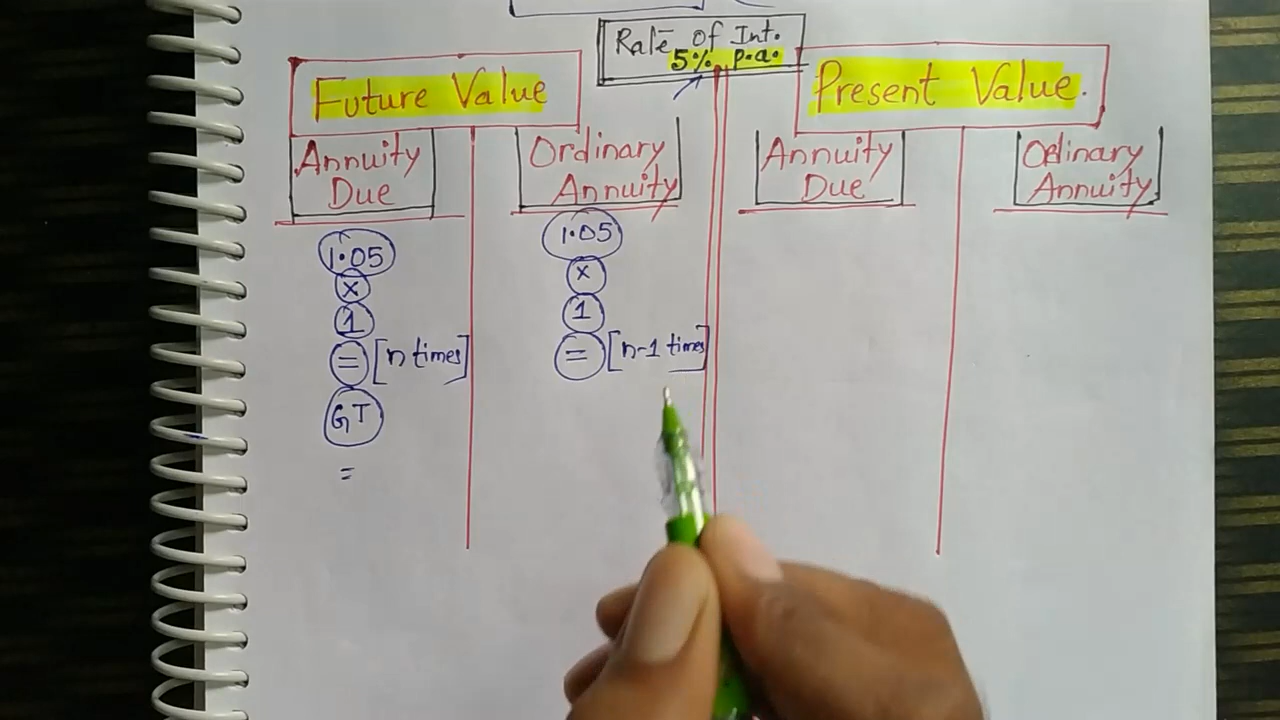 Rate of Int.
5% p.a.
Future Value
Present Value.
Annuity
Due
Ordinary
Annuity
Annuity
Due
Odinary
Annuity
1.05
x
1
= [n times]
GT
=
1.05
x
1
= [n-1 times]